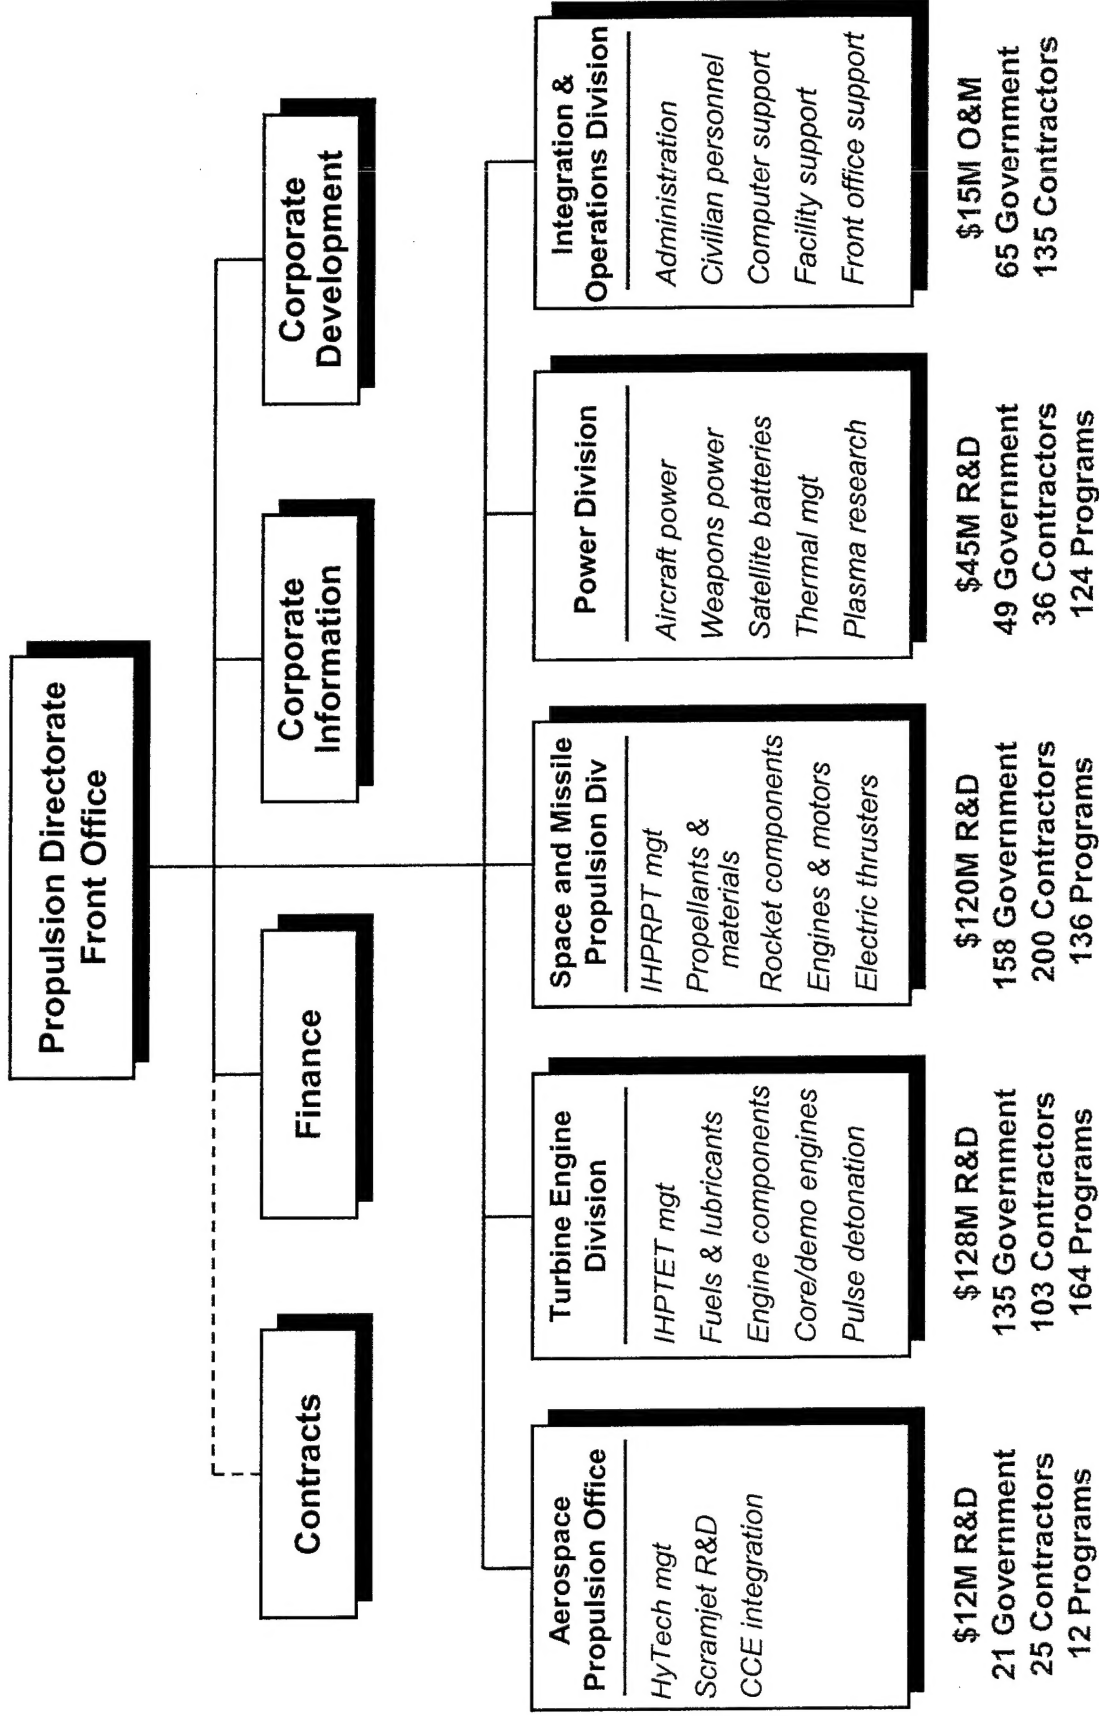 Propulsion Directorate
Front Office
Contracts
Finance
Corporate
Information
Corporate
Development
Aerospace
Propulsion Office
HyTech mgt
Scramjet R&D
CCE integration
$12M R&D
21 Government
25 Contractors
12 Programs
Turbine Engine
Division
IHPTET mgt
Fuels & lubricants
Engine components
Core/demo engines
Pulse detonation
$128M R&D
135 Government
103 Contractors
164 Programs
Space and Missile
Propulsion Div
IHPRPT mgt
Propellants &
materials
Rocket components
Engines & motors
Electric thrusters
$120M R&D
158 Government
200 Contractors
136 Programs
Power Division
Aircraft power
Weapons power
Satellite batteries
Thermal mgt
Plasma research
$45M R&D
49 Government
36 Contractors
124 Programs
Integration &
Operations Division
Administration
Civilian personnel
Computer support
Facility support
Front office support
$15M O&M
65 Government
135 Contractors